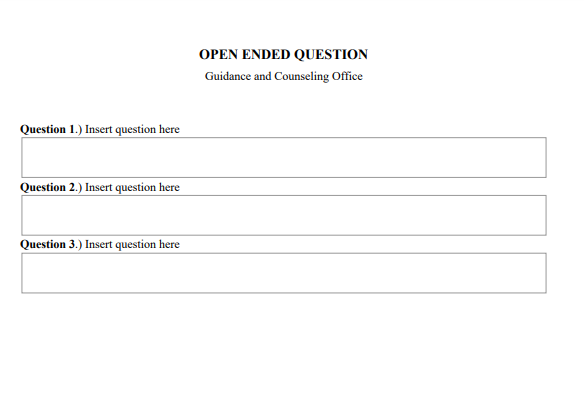 OPEN ENDED QUESTION
Guidance and Counseling Office
Question 1.) Insert question here
Question 2.) Insert question here
Question 3.) Insert question here